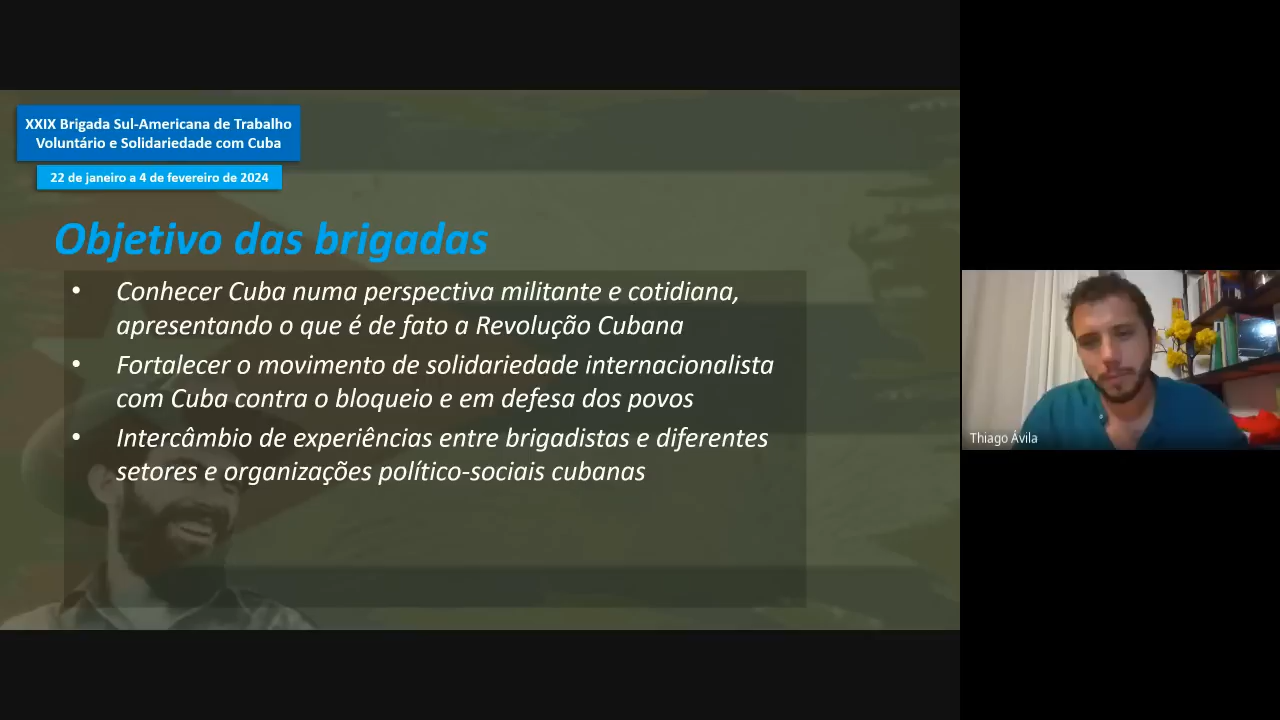 XXIX Brigada Sul-Americana de Trabalho
Voluntário e Solidariedade com Cuba
22 de janeiro a 4 de fevereiro de 2024
Objetivo das brigadas
• Conhecer Cuba numa perspectiva militante e cotidiana,
apresentando o que é de fato a Revolução Cubana
• Fortalecer o movimento de solidariedade internacionalista
com Cuba contra o bloqueio e em defesa dos povos
• Intercâmbio de experiências entre brigadistas e diferentes
setores e organizações político-sociais cubanas
Thiago Ávila